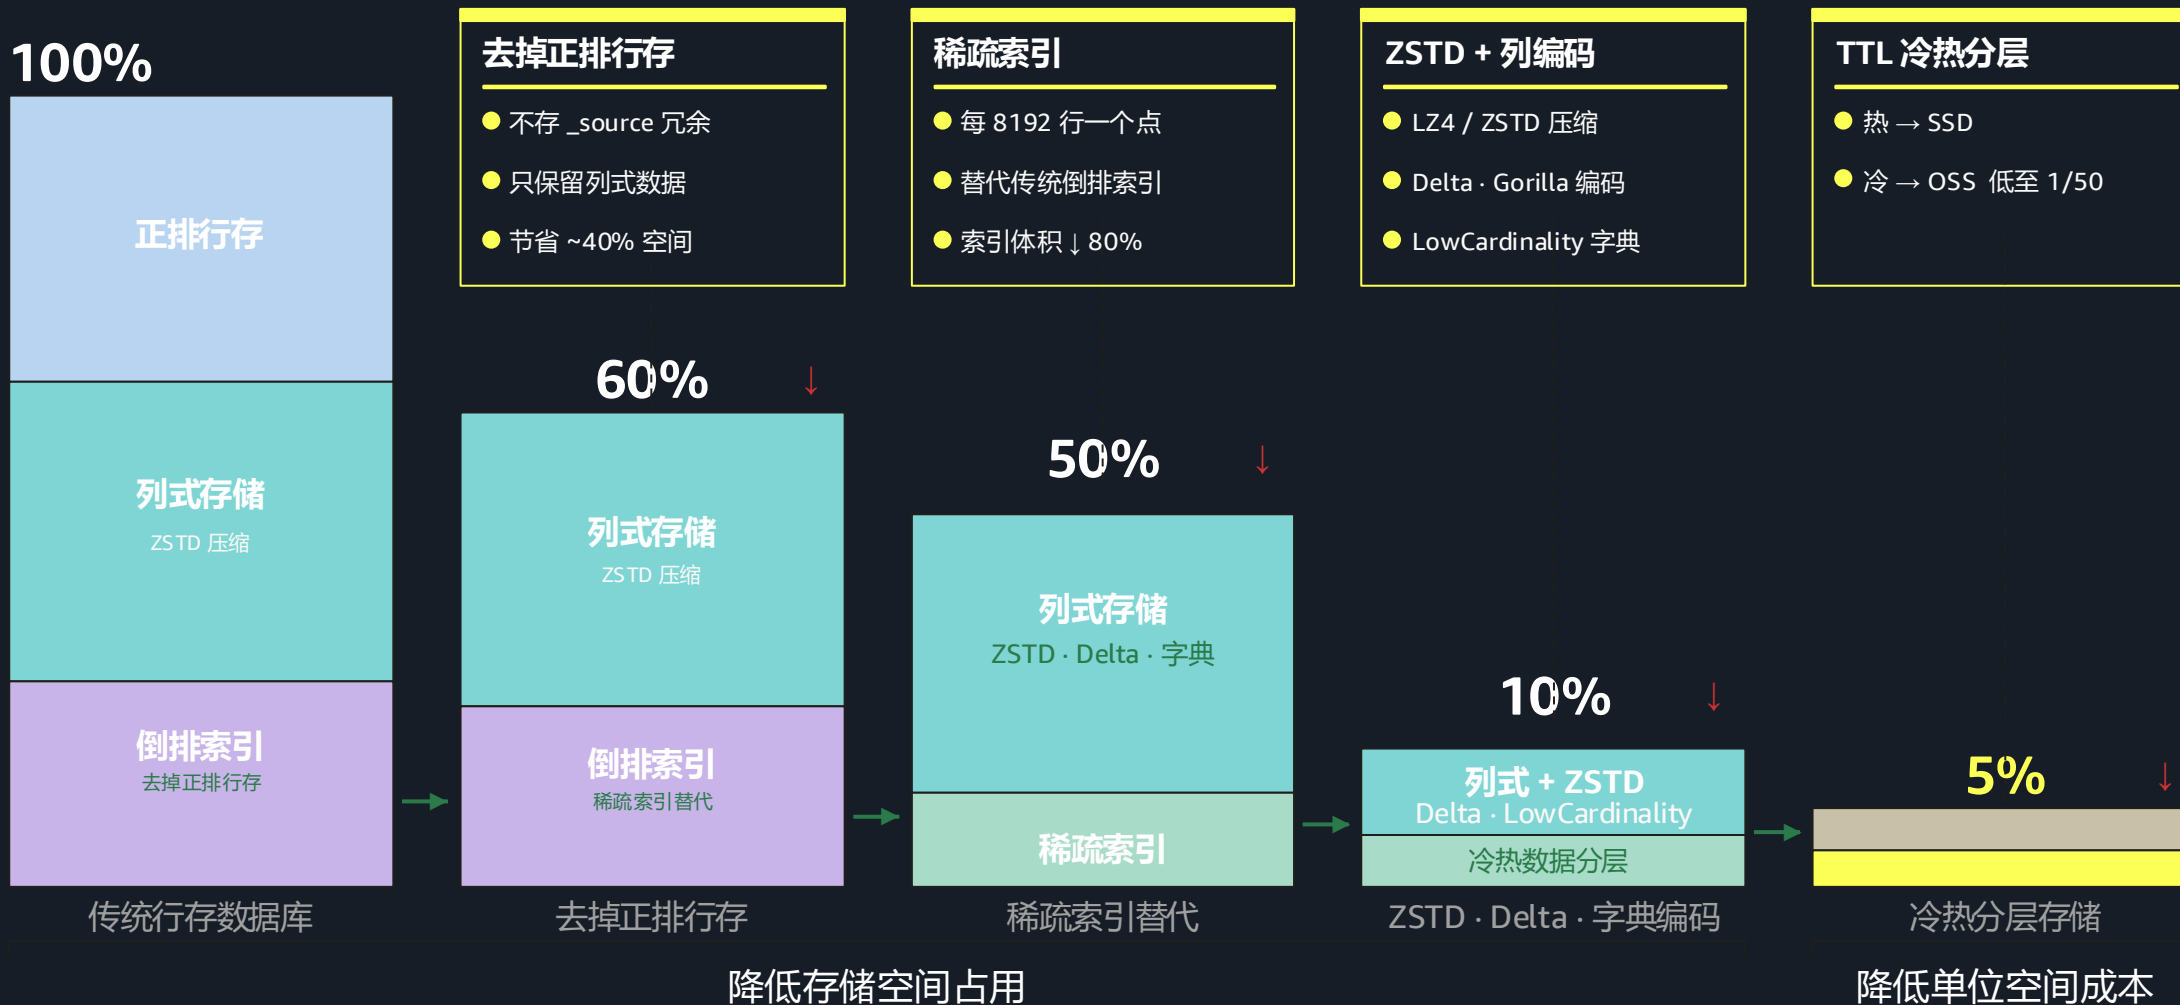 100%
正排行存
列式存储
ZSTD 压缩
倒排索引
去掉正排行存
传统行存数据库
去掉正排行存
不存 _source 冗余
只保留列式数据
节省 ~40% 空间
60% ↓
列式存储
ZSTD 压缩
倒排索引
稀疏索引替代
去掉正排行存
稀疏索引
每 8192 行一个点
替代传统倒排索引
索引体积 ↓ 80%
50% ↓
列式存储
ZSTD · Delta · 字典
稀疏索引
稀疏索引替代
ZSTD + 列编码
LZ4 / ZSTD 压缩
Delta · Gorilla 编码
LowCardinality 字典
10% ↓
列式 + ZSTD
Delta · LowCardinality
冷热数据分层
ZSTD · Delta · 字典编码
TTL 冷热分层
热 → SSD
冷 → OSS 低至 1/50
5% ↓
冷热分层存储
降低存储空间占用
降低单位空间成本